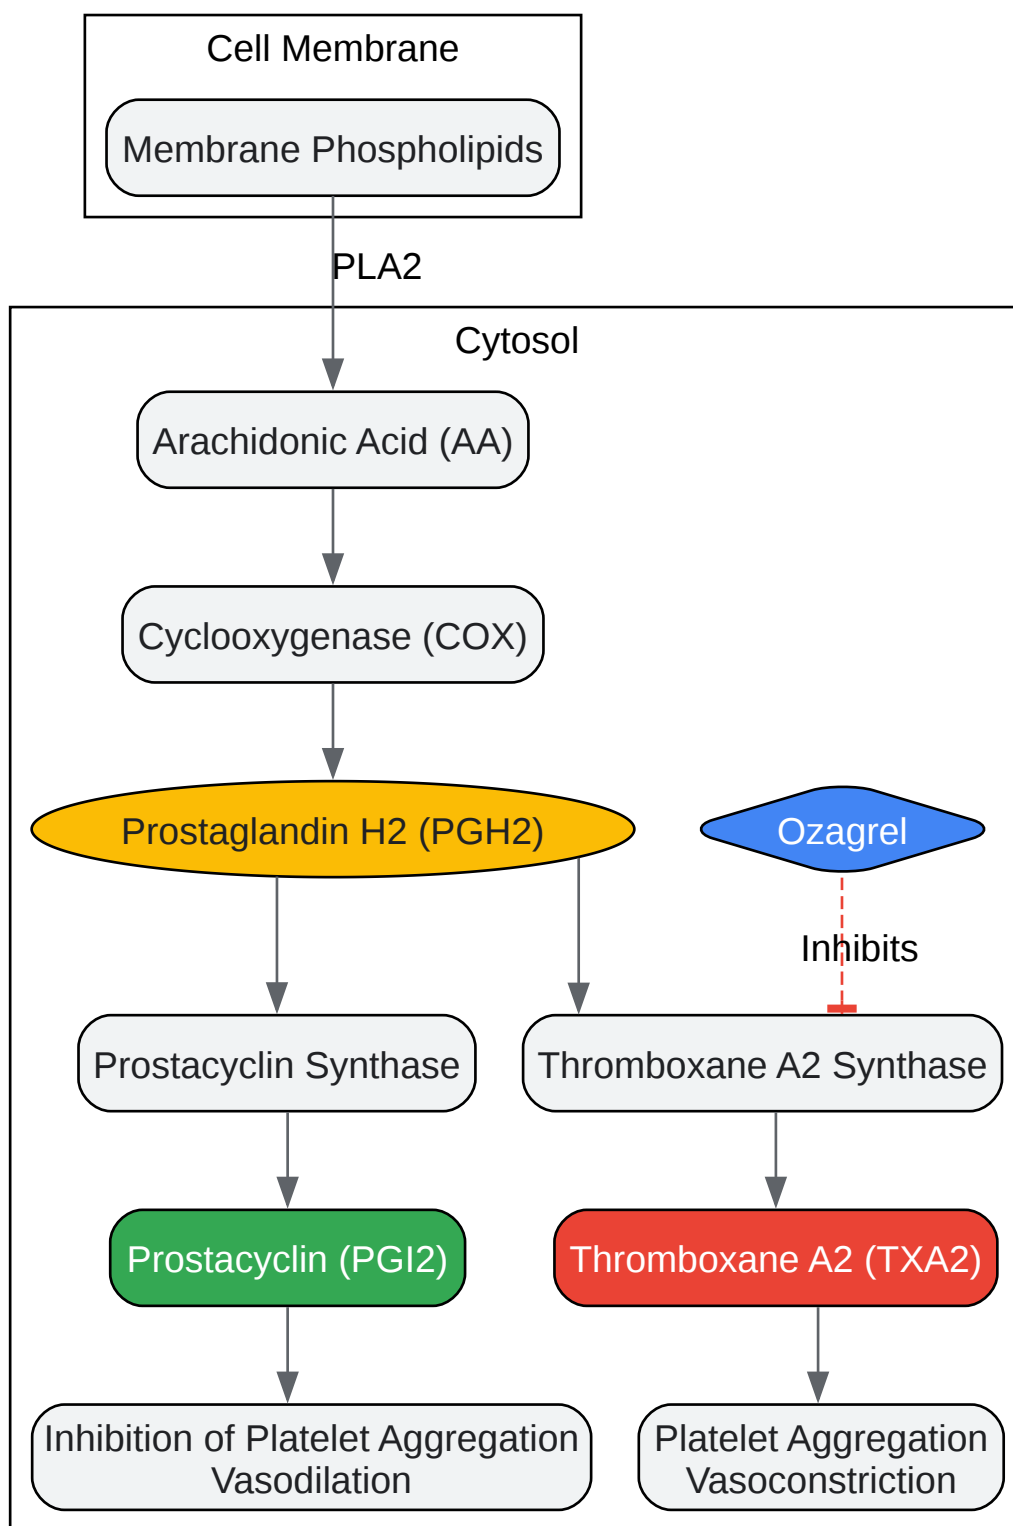 Cell Membrane
Membrane Phospholipids
PLA2
Cytosol
Arachidonic Acid (AA)
Cyclooxygenase (COX)
Prostaglandin H2 (PGH2)
Ozagrel
Inhibits
Prostacyclin Synthase
Thromboxane A2 Synthase
Prostacyclin (PGI2)
Thromboxane A2 (TXA2)
Inhibition of Platelet Aggregation
Vasodilation
Platelet Aggregation
Vasoconstriction